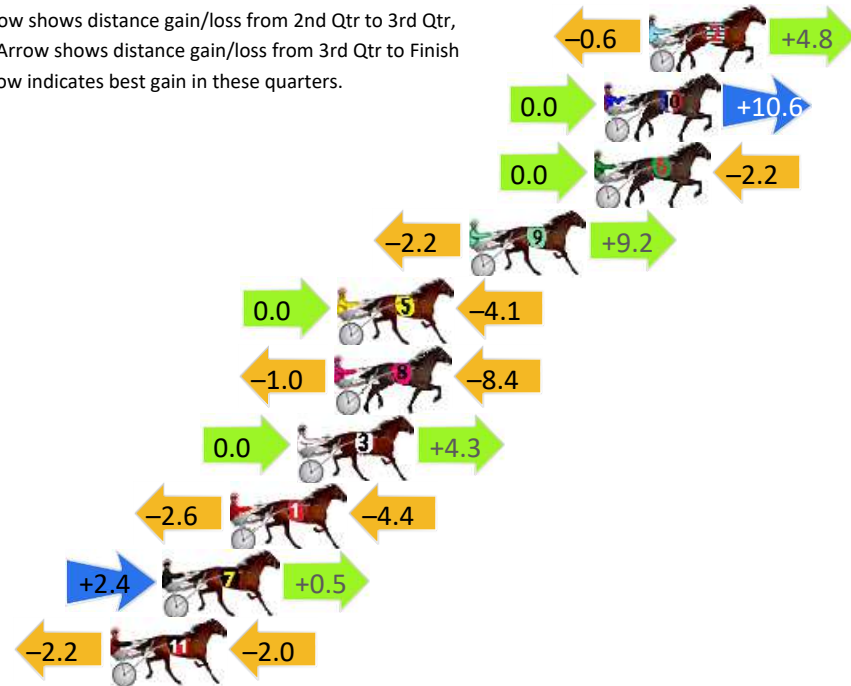 ow shows distance gain/loss from 2nd Qtr to 3rd Qtr,
Arrow shows distance gain/loss from 3rd Qtr to Finish
ow indicates best gain in these quarters.
–0.6 2 +4.8
0.0 10 +10.6
0.0 6 –2.2
–2.2 9 +9.2
0.0 5 –4.1
–1.0 8 –8.4
0.0 3 +4.3
–2.6 1 –4.4
+2.4 7 +0.5
–2.2 11 –2.0